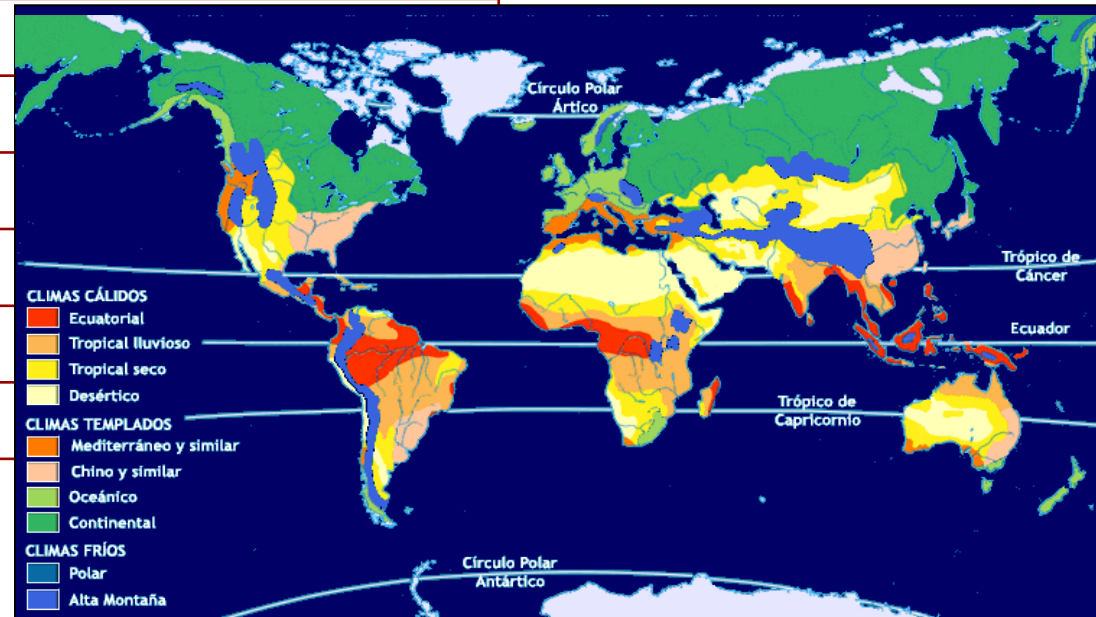 Círculo Polar
Ártico
Trópico de
Cáncer
CLIMAS CÁLIDOS
Ecuatorial
Ecuador
Tropical lluvioso
Tropical seco
Desértico
Trópico de
Capricornio
CLIMAS TEMPLADOS
Mediterráneo y similar
Chino y similar
Oceánico
Continental
CLIMAS FRÍOS
Polar
Alta Montaña
Círculo Polar
Antártico